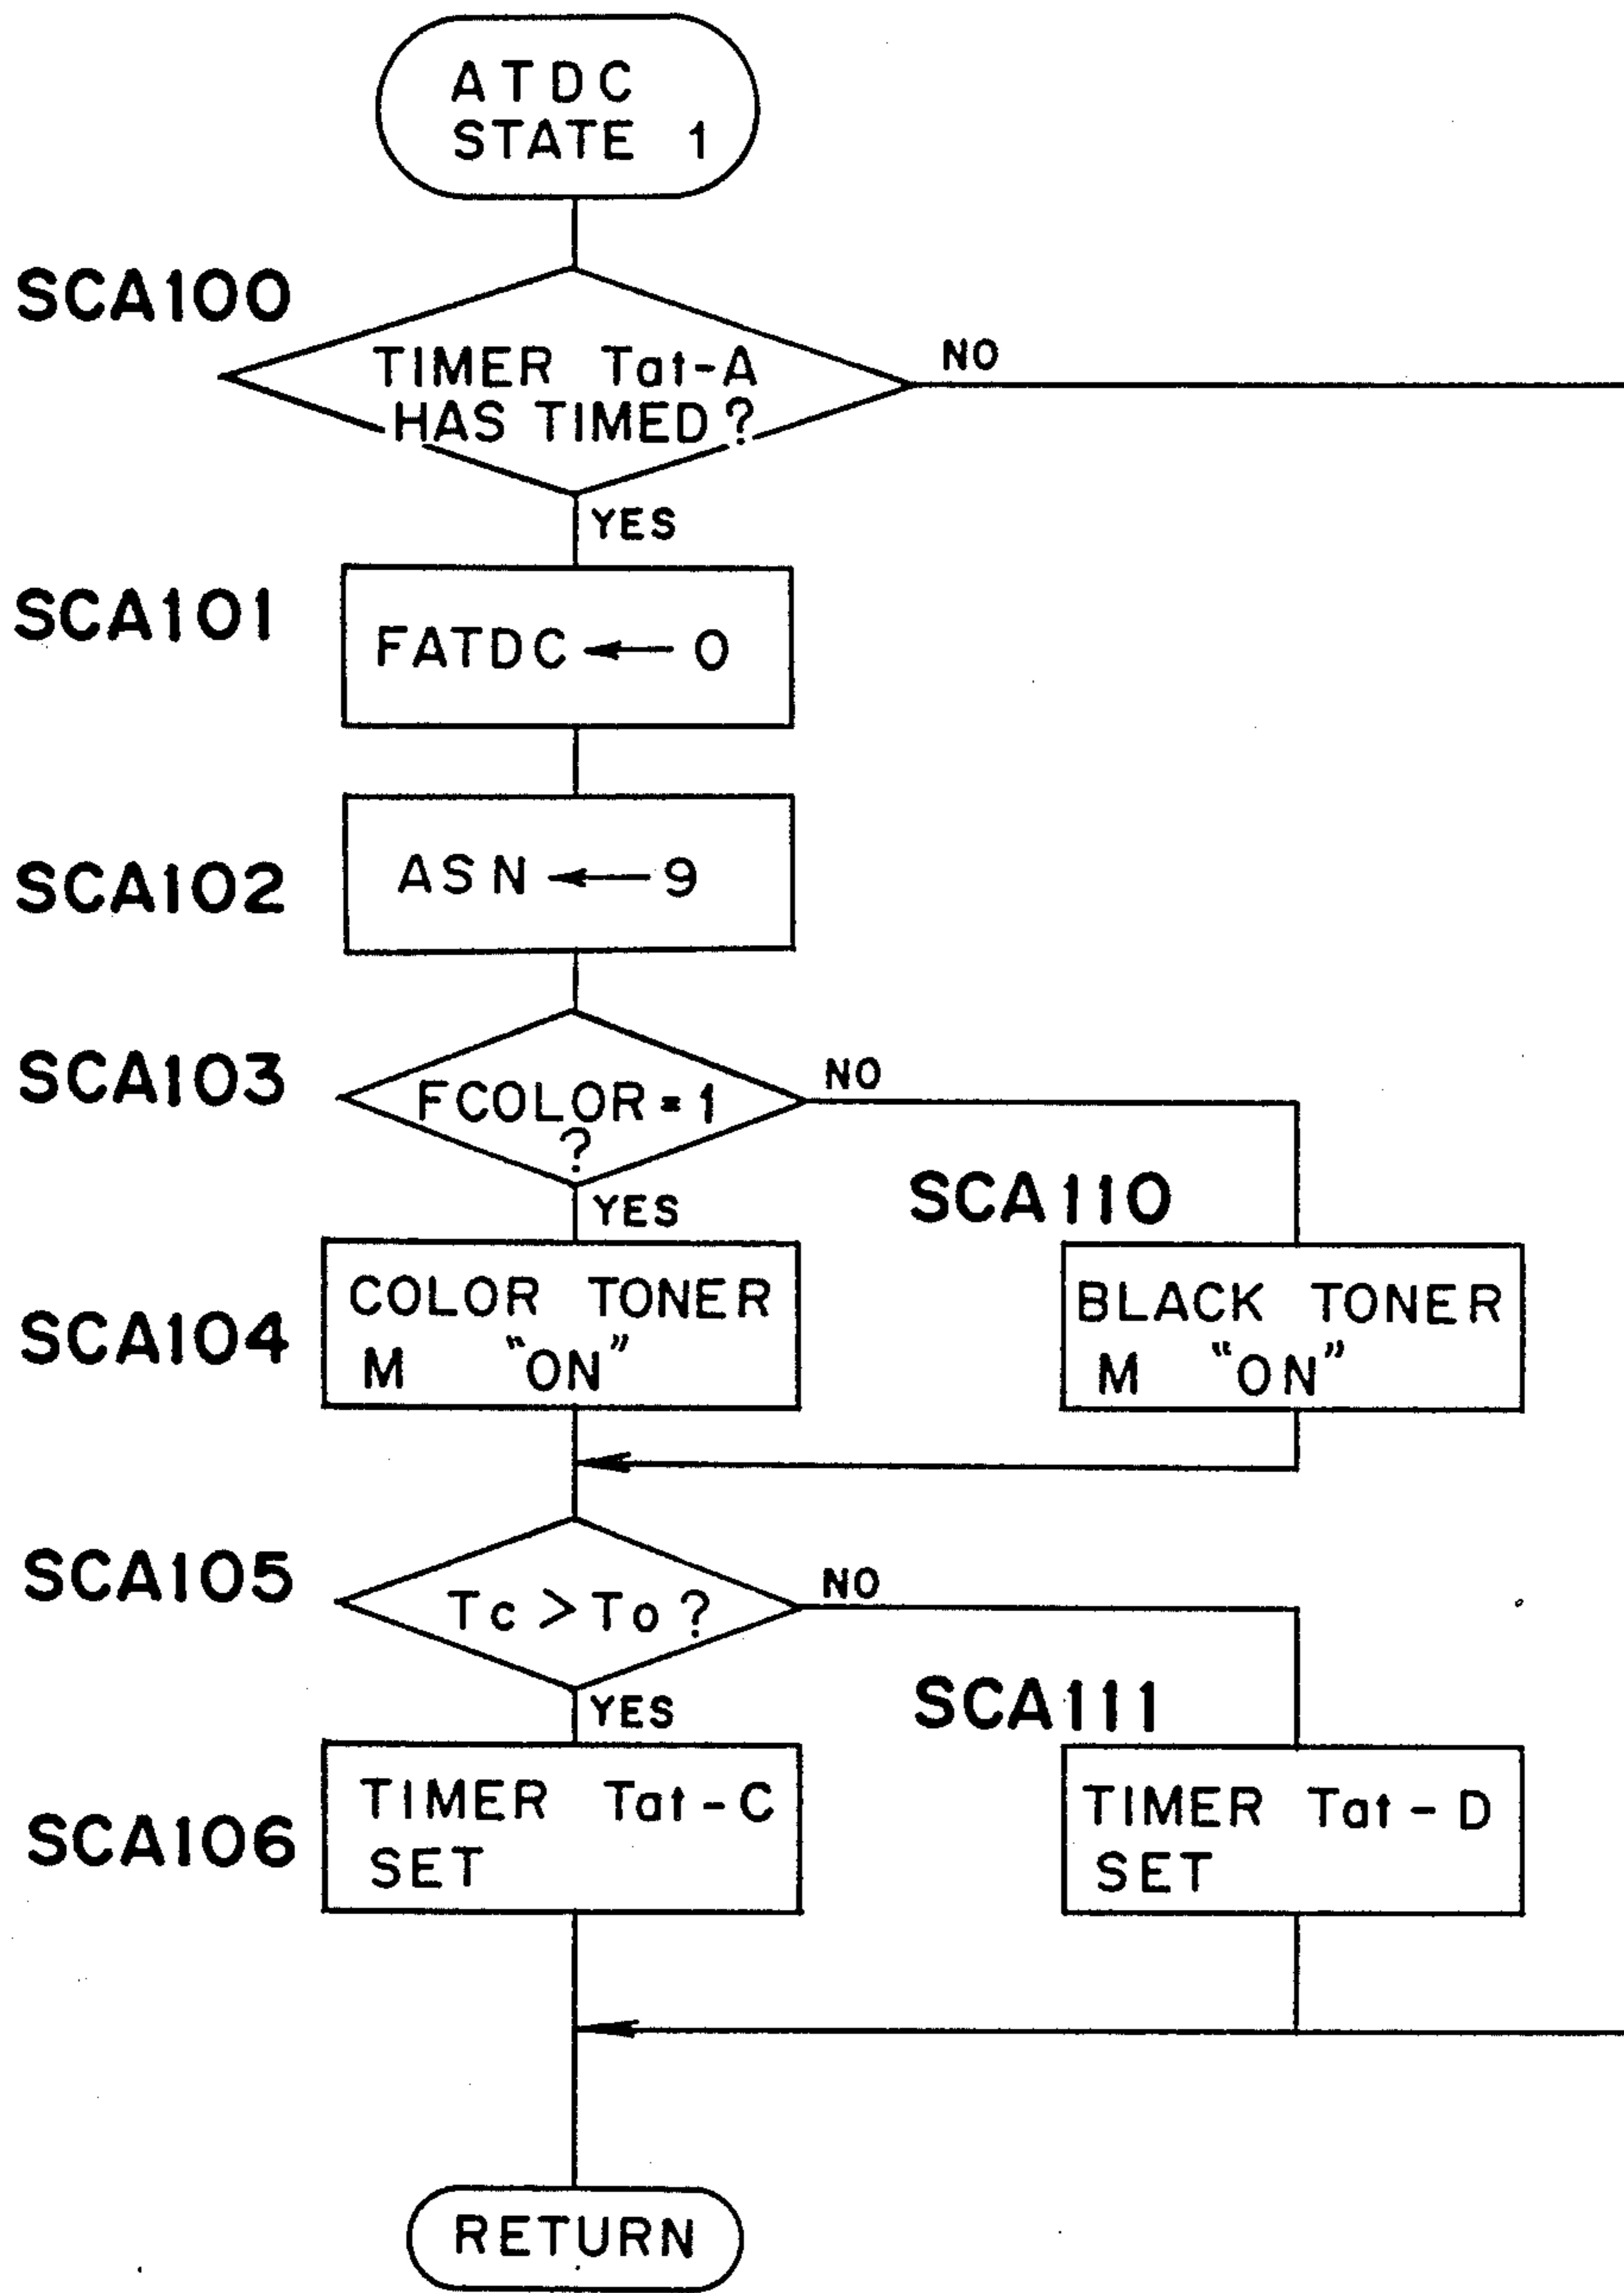 ATDC
STATE 1
SCA100
TIMER Tat-A
HAS TIMED?
NO
YES
SCA101
FATDC ← 0
SCA102
ASN ← 9
SCA103
FCOLOR = 1
?
NO
YES
SCA110
SCA104
COLOR TONER
M "ON"
BLACK TONER
M "ON"
SCA105
Tc > To ?
NO
YES
SCA111
SCA106
TIMER Tat - C
SET
TIMER Tat - D
SET
RETURN